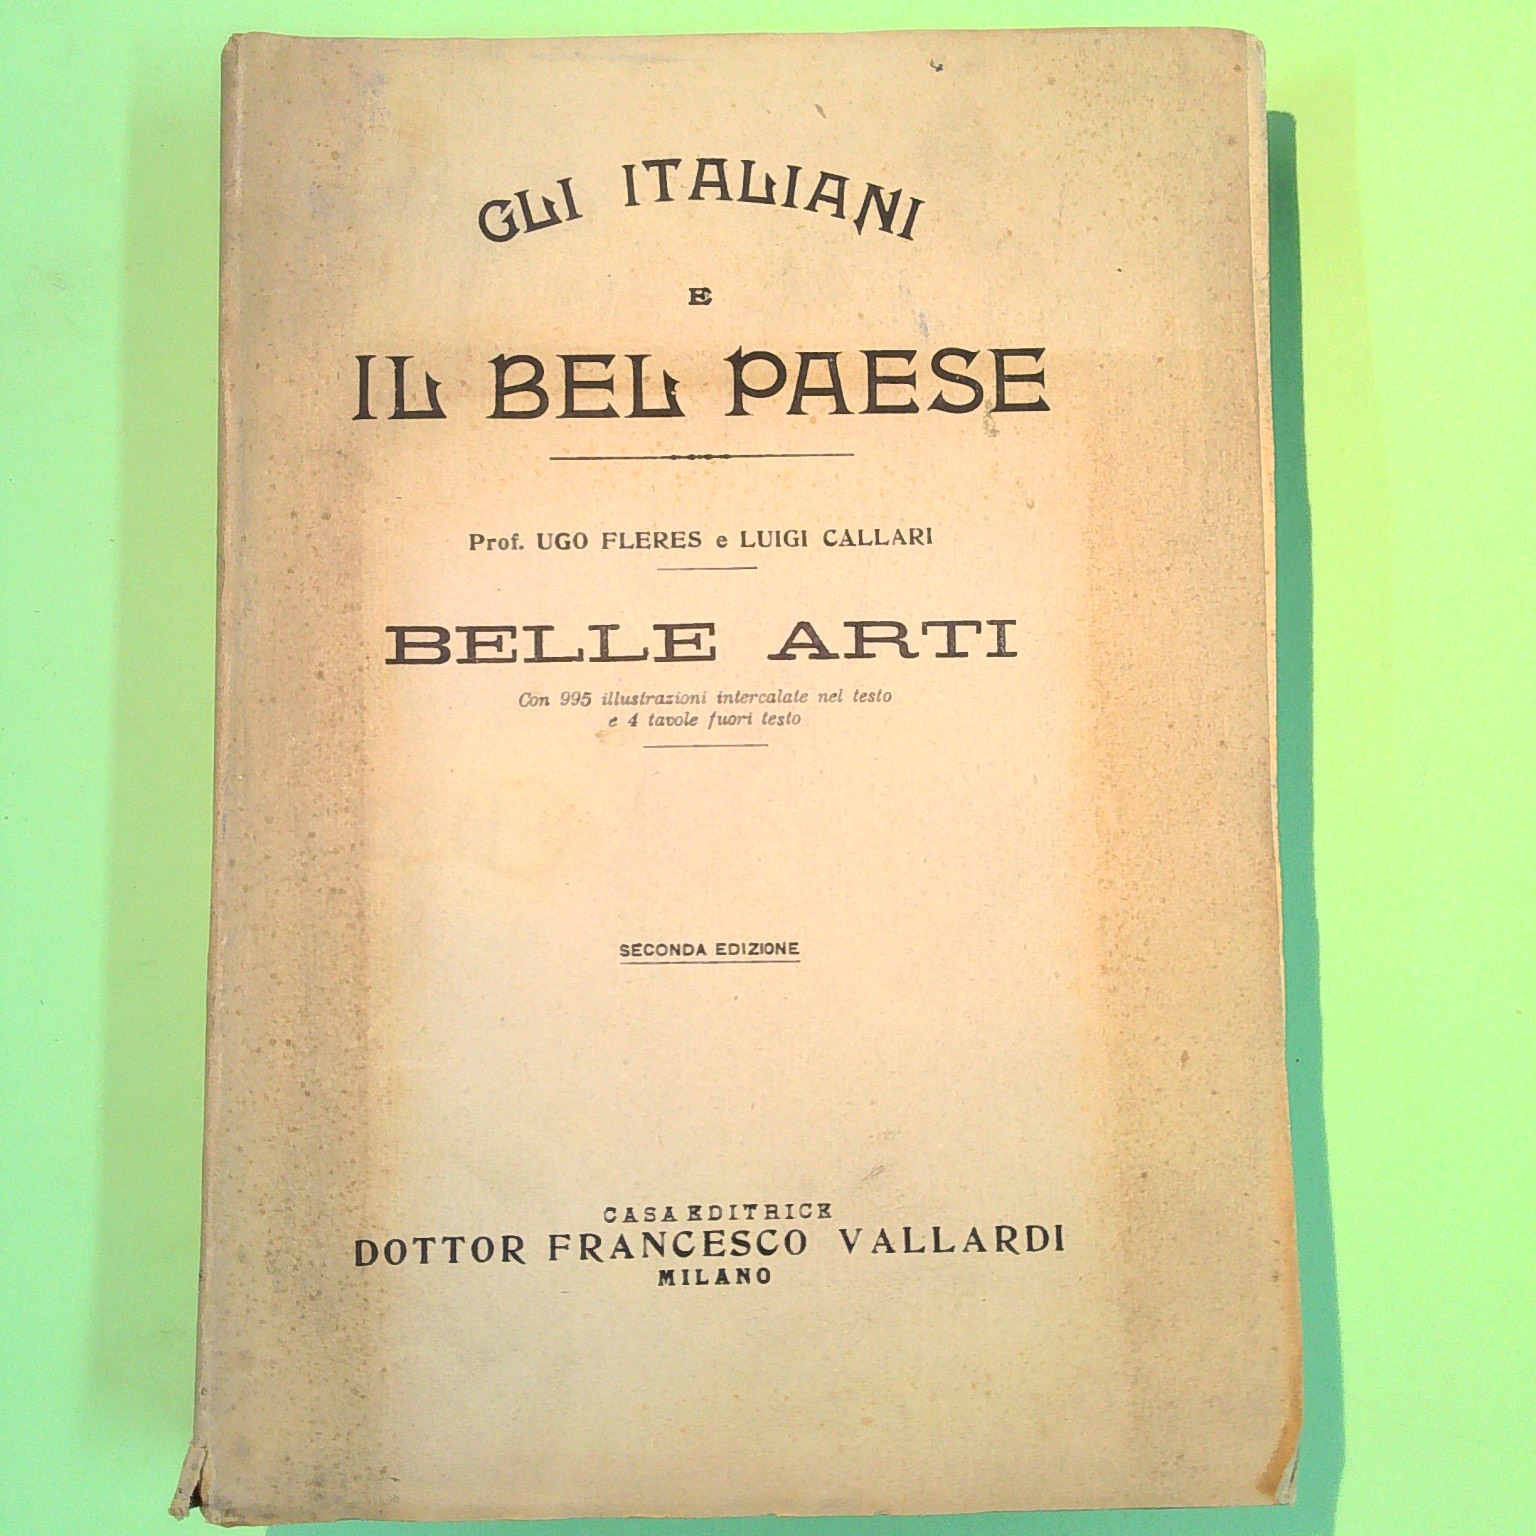 GLI ITALIANI
E
IL BEL PAESE
Prof. UGO FLERES e LUIGI CALLARI
BELLE ARTI
Con 995 illustrazioni intercalate nel testo
e 4 tavole fuori testo
SECONDA EDIZIONE
CASA EDITRICE
DOTTOR FRANCESCO VALLARDI
MILANO